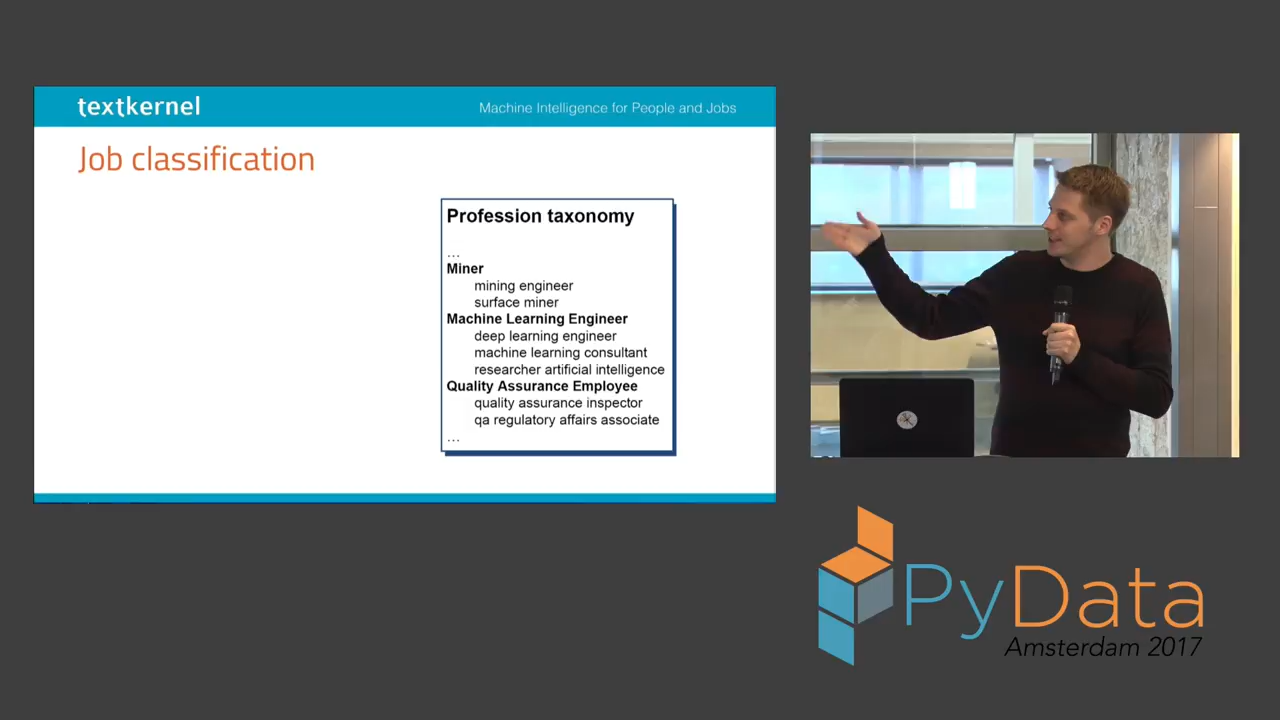 textkernel
Machine Intelligence for People and Jobs
Job classification
Profession taxonomy
...
Miner
mining engineer
surface miner
Machine Learning Engineer
deep learning engineer
machine learning consultant
researcher artificial intelligence
Quality Assurance Employee
quality assurance inspector
qa regulatory affairs associate
...
PyData
Amsterdam 2017